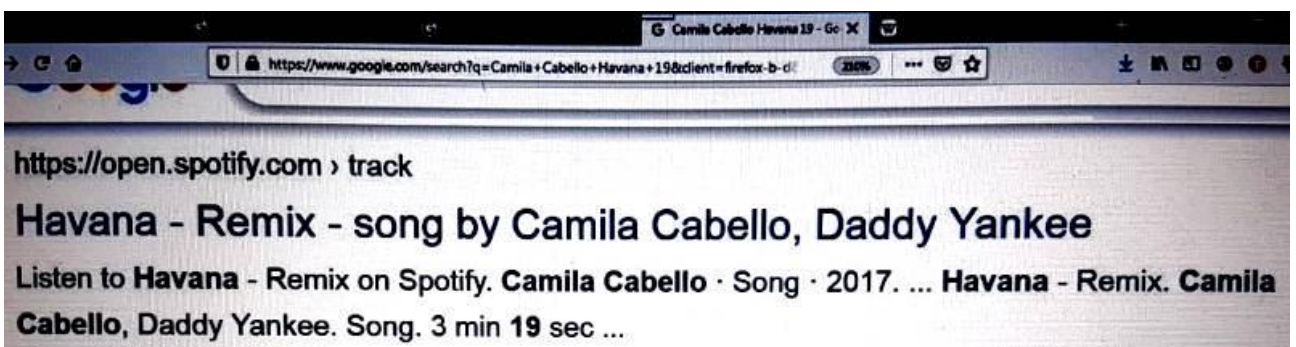 G Camila Cabello Havana 19 - Go
https://www.google.com/search?q=Camila+Cabello+Havana+19&client=firefox-b-d
210%
https://open.spotify.com › track
Havana - Remix - song by Camila Cabello, Daddy Yankee
Listen to Havana - Remix on Spotify. Camila Cabello · Song · 2017. ... Havana - Remix. Camila
Cabello, Daddy Yankee. Song. 3 min 19 sec ...